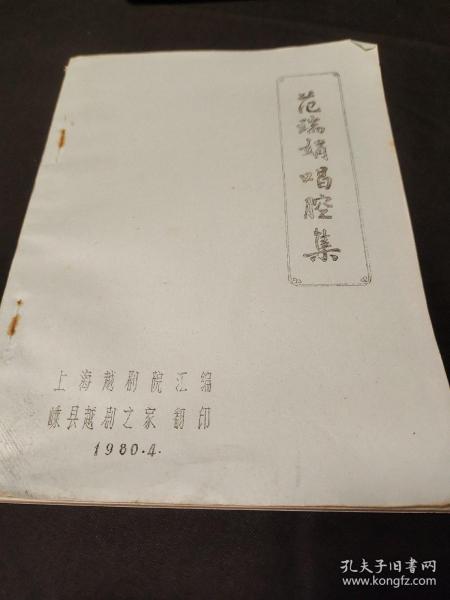 范瑞娟唱腔集
上海越剧院汇编
嵊县越剧之家 翻印
1980.4.
孔夫子旧书网
www.kongfz.com